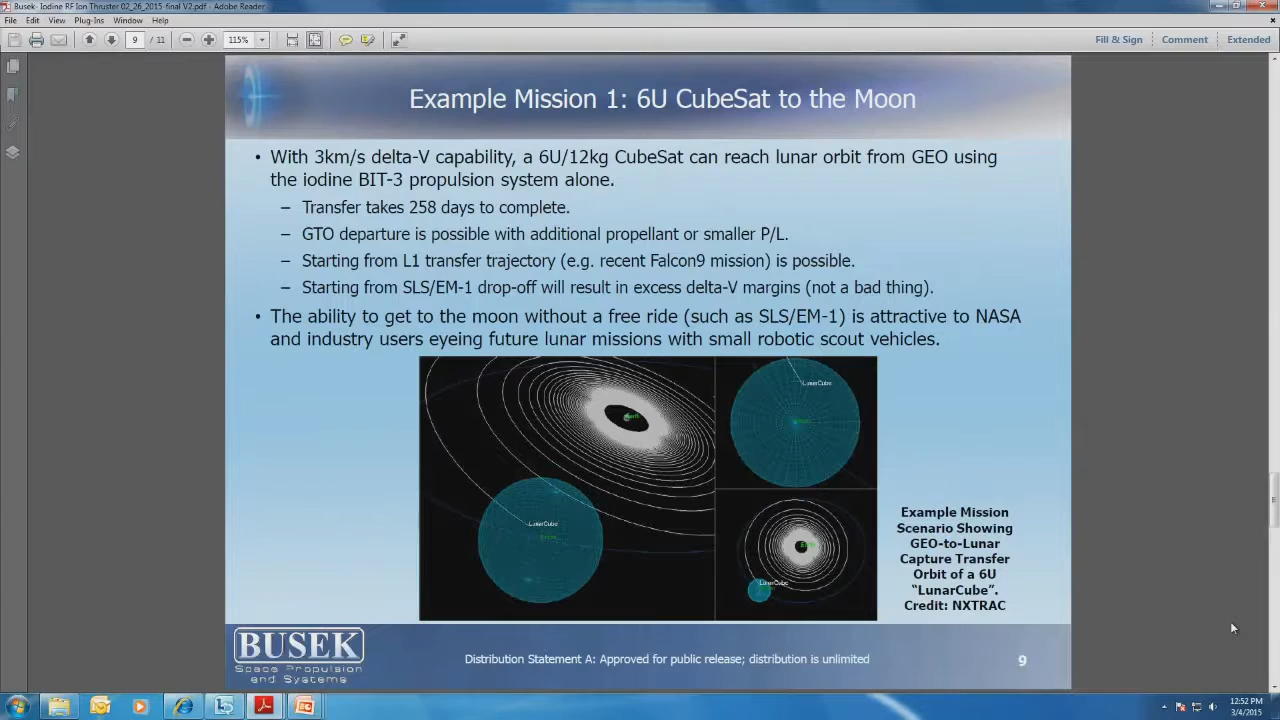 Busek- Iodine RF Ion Thruster 02_26_2015-final V2.pdf - Adobe Reader
File Edit View Plug-Ins Window Help
9 / 11 115% Fill & Sign Comment Extended
Example Mission 1: 6U CubeSat to the Moon
• With 3km/s delta-V capability, a 6U/12kg CubeSat can reach lunar orbit from GEO using
the iodine BIT-3 propulsion system alone.
– Transfer takes 258 days to complete.
– GTO departure is possible with additional propellant or smaller P/L.
– Starting from L1 transfer trajectory (e.g. recent Falcon9 mission) is possible.
– Starting from SLS/EM-1 drop-off will result in excess delta-V margins (not a bad thing).
• The ability to get to the moon without a free ride (such as SLS/EM-1) is attractive to NASA
and industry users eyeing future lunar missions with small robotic scout vehicles.
LunarCube
Earth
LunarCube
LunarCube
Example Mission
Scenario Showing
GEO-to-Lunar
Capture Transfer
Orbit of a 6U
“LunarCube”.
Credit: NXTRAC
BUSEK
Space Propulsion
and Systems
Distribution Statement A: Approved for public release; distribution is unlimited
9
12:52 PM
3/4/2015